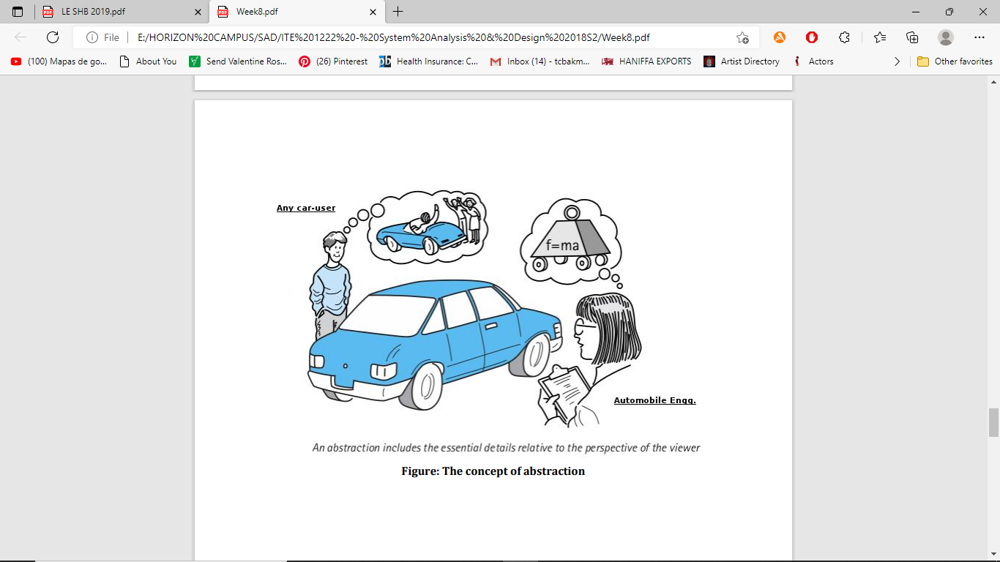 LE SHB 2019.pdf
Week8.pdf
File
E:/HORIZON%20CAMPUS/SAD/ITE%201222%20-%20System%20Analysis%20&%20Design%202018S2/Week8.pdf
(100) Mapas de go...
About You
Send Valentine Ros...
(26) Pinterest
Health Insurance: C...
Inbox (14) - tcbakm...
HANIFFA EXPORTS
Artist Directory
Actors
Other favorites
Any car-user
f=ma
Automobile Engg.
An abstraction includes the essential details relative to the perspective of the viewer
Figure: The concept of abstraction